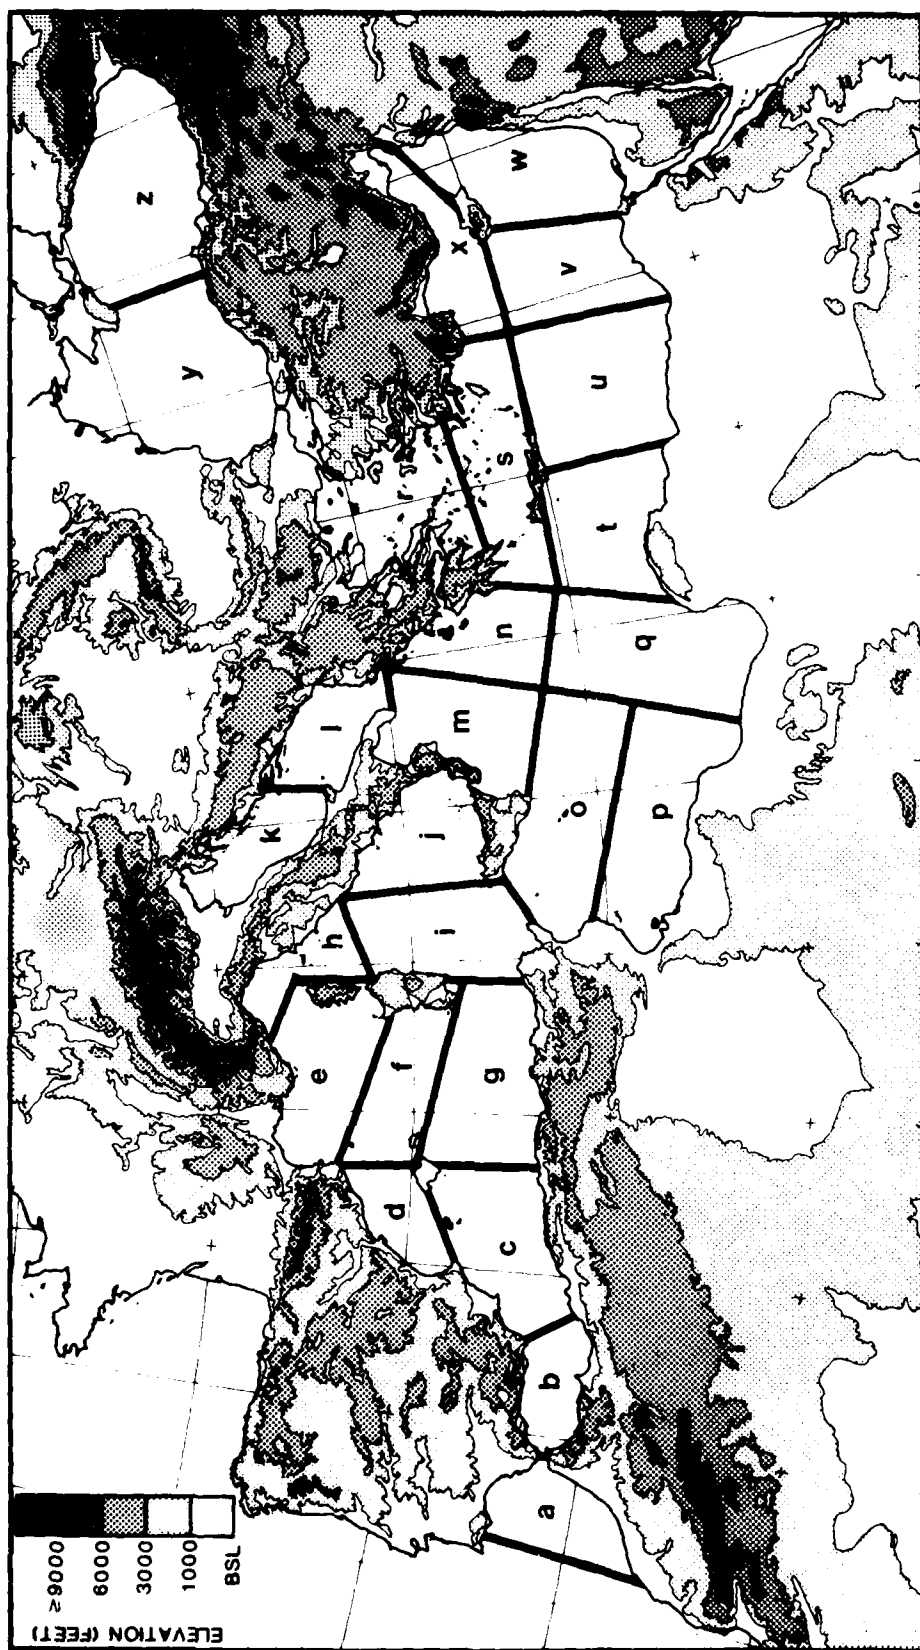 ELEVATION (FEET)
≥9000
6000
3000
1000
BSL
a
b
c
d
e
f
g
h
i
j
k
l
m
n
o
p
q
r
s
t
u
v
w
x
y
z